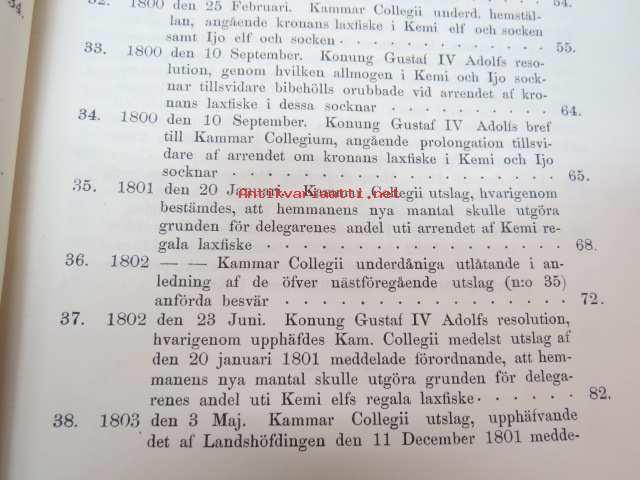 54.
32. 1800 den 25 Februari. Kammar Collegii underd. hemstäl-
54.
lan, angående kronans laxfiske i Kemi elf och socken
samt Ijo elf och socken . . . . . . . . . . 55.
33. 1800 den 10 September. Konung Gustaf IV Adolfs reso-
lution, genom hvilken allmogen i Kemi och Ijo sock-
nar tillsvidare bibehölls orubbade vid arrendet af kro-
nans laxfiske i dessa socknar . . . . . . . . 64.
34. 1800 den 10 September. Konung Gustaf IV Adolfs bref
till Kammar Collegium, angående prolongation tillsvi-
dare af arrendet om kronans laxfiske i Kemi och Ijo
socknar . . . . . . . . . . . . . . . . 65.
35. 1801 den 20 Januari. Kammar Collegii utslag, hvarigenom
Antikvariaatti.net
bestämdes, att hemmanens nya mantal skulle utgöra
grunden för delegarenes andel uti arrendet af Kemi re-
gala laxfiske . . . . . . . . . . . . . . 68.
36. 1802 — — Kammar Collegii underdåniga utlåtande i an-
ledning af de öfver nästföregående utslag (n:o 35)
anförda besvär . . . . . . . . . . . . . 72.
37. 1802 den 23 Juni. Konung Gustaf IV Adolfs resolution,
hvarigenom upphäfdes Kam. Collegii medelst utslag af
den 20 januari 1801 meddelade förordnande, att hem-
manens nya mantal skulle utgöra grunden för delega-
renes andel uti Kemi elfs regala laxfiske . . . . . 82.
38. 1803 den 3 Maj. Kammar Collegii utslag, upphäfvande
det af Landshöfdingen den 11 December 1801 medde-